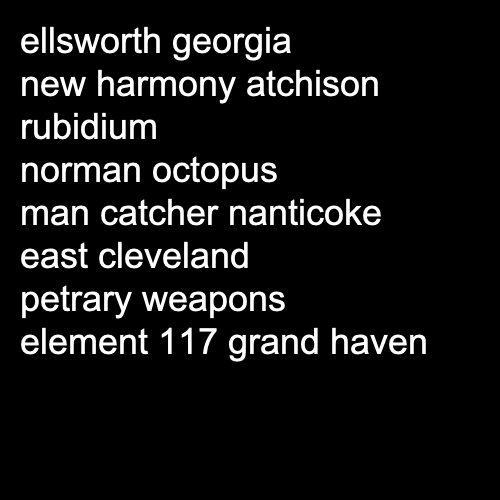 ellsworth georgia
new harmony atchison
rubidium
norman octopus
man catcher nanticoke
east cleveland
petrary weapons
element 117 grand haven